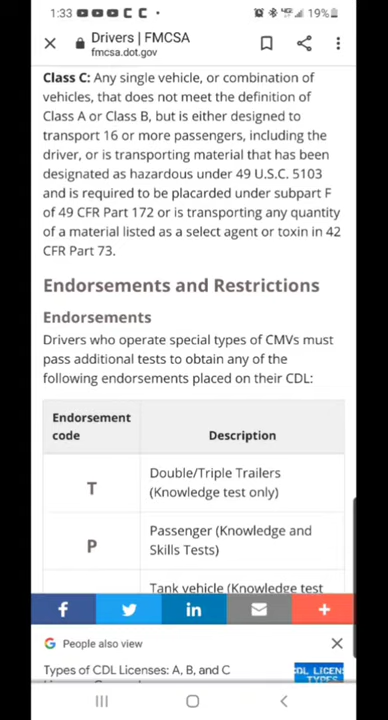 1:33
19%
Drivers | FMCSA
fmcsa.dot.gov
Class C: Any single vehicle, or combination of
vehicles, that does not meet the definition of
Class A or Class B, but is either designed to
transport 16 or more passengers, including the
driver, or is transporting material that has been
designated as hazardous under 49 U.S.C. 5103
and is required to be placarded under subpart F
of 49 CFR Part 172 or is transporting any quantity
of a material listed as a select agent or toxin in 42
CFR Part 73.
Endorsements and Restrictions
Endorsements
Drivers who operate special types of CMVs must
pass additional tests to obtain any of the
following endorsements placed on their CDL:
Endorsement
code
Description
T
Double/Triple Trailers
(Knowledge test only)
P
Passenger (Knowledge and
Skills Tests)
Tank vehicle (Knowledge test
People also view
Types of CDL Licenses: A, B, and C